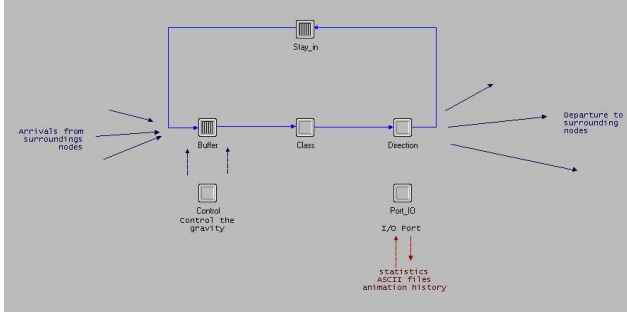 Stay_in
Arrivals from
surroundings
nodes
Buffer
Class
Direction
Departure to
surrounding
nodes
Control
Control the
gravity
Port_IO
I/O Port
statistics
ASCII files
animation history